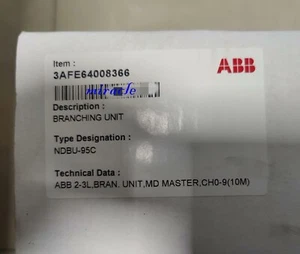 Item :
ABB
3AFE64008366
miracle
Description :
BRANCHING UNIT
Type Designation :
NDBU-95C
Technical Data :
ABB 2-3L,BRAN. UNIT,MD MASTER,CH0-9(10M)